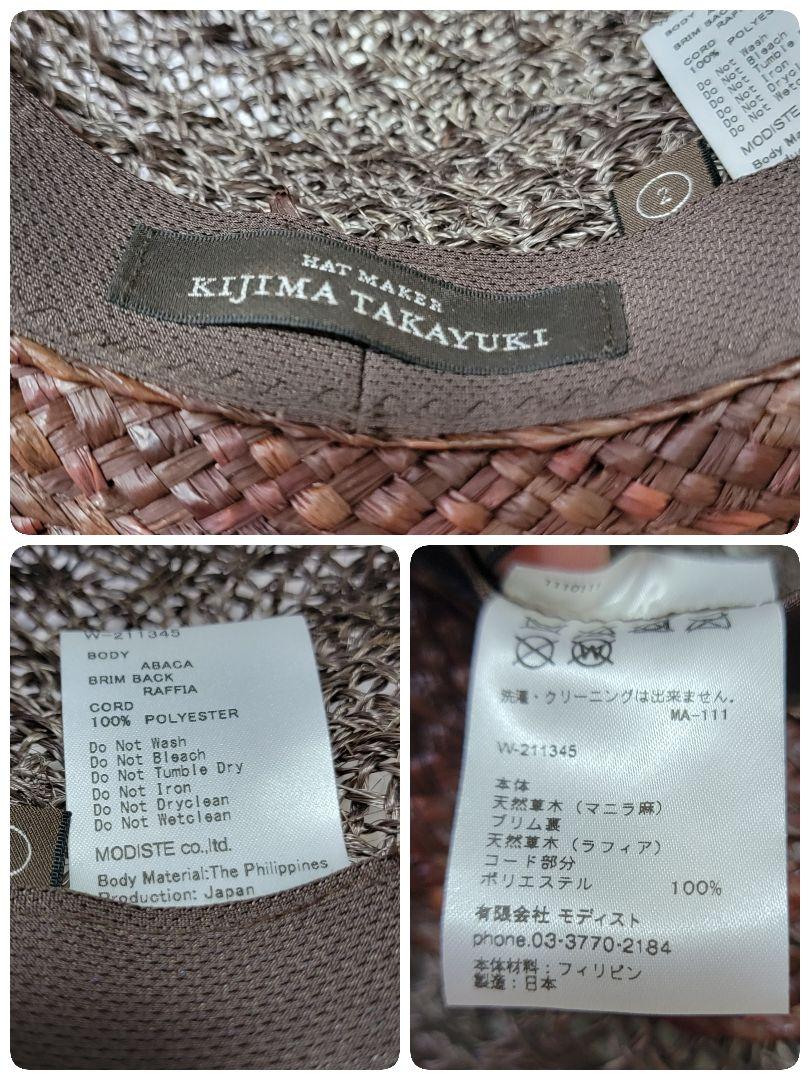 BODY A
BRIM BACK
RAFF
CORD
100% POLYES
Do Not Wash
Do Not Bleach
Do Not Tumble
Do Not Iron
Do Not Drycl
Do Not Wetc
MODISTE
Body Ma
2
HAT MAKER
KIJIMA TAKAYUKI
W-211345
BODY
ABACA
BRIM BACK
RAFFIA
CORD
100% POLYESTER
Do Not Wash
Do Not Bleach
Do Not Tumble Dry
Do Not Iron
Do Not Dryclean
Do Not Wetclean
MODISTE co.,ltd.
Body Material:The Philippines
Production: Japan
W
洗濯・クリーニングは出来ません。
MA-111
W-211345
本体
天然草木（マニラ麻）
ブリム裏
天然草木（ラフィア）
コード部分
ポリエステル 100%
有限会社 モディスト
phone.03-3770-2184
本体材料：フィリピン
製造：日本